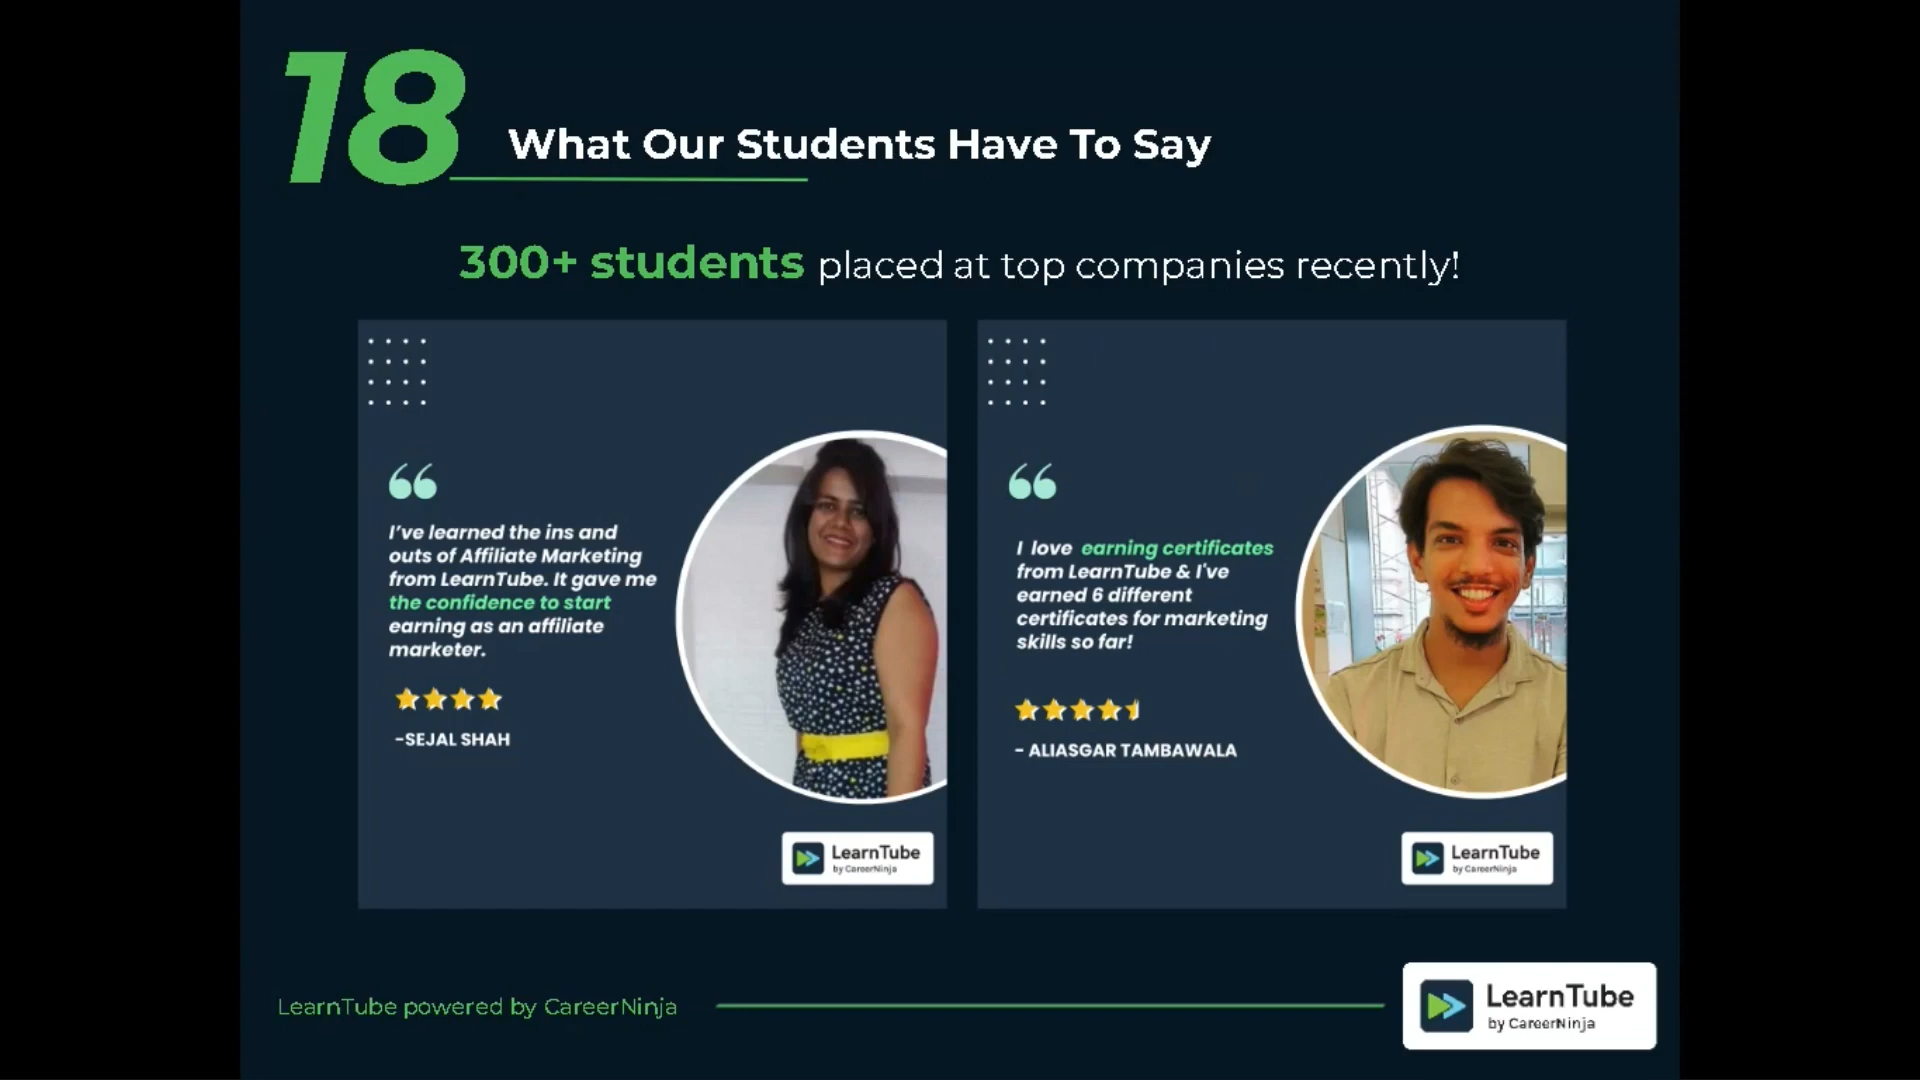 18
What Our Students Have To Say
300+ students placed at top companies recently!
I've learned the ins and
outs of Affiliate Marketing
from LearnTube. It gave me
the confidence to start
earning as an affiliate
marketer.
-SEJAL SHAH
LearnTube
by CareerNinja
I love earning certificates
from LearnTube & I've
earned 6 different
certificates for marketing
skills so far!
- ALIASGAR TAMBAWALA
LearnTube
by CareerNinja
LearnTube powered by CareerNinja
LearnTube
by CareerNinja